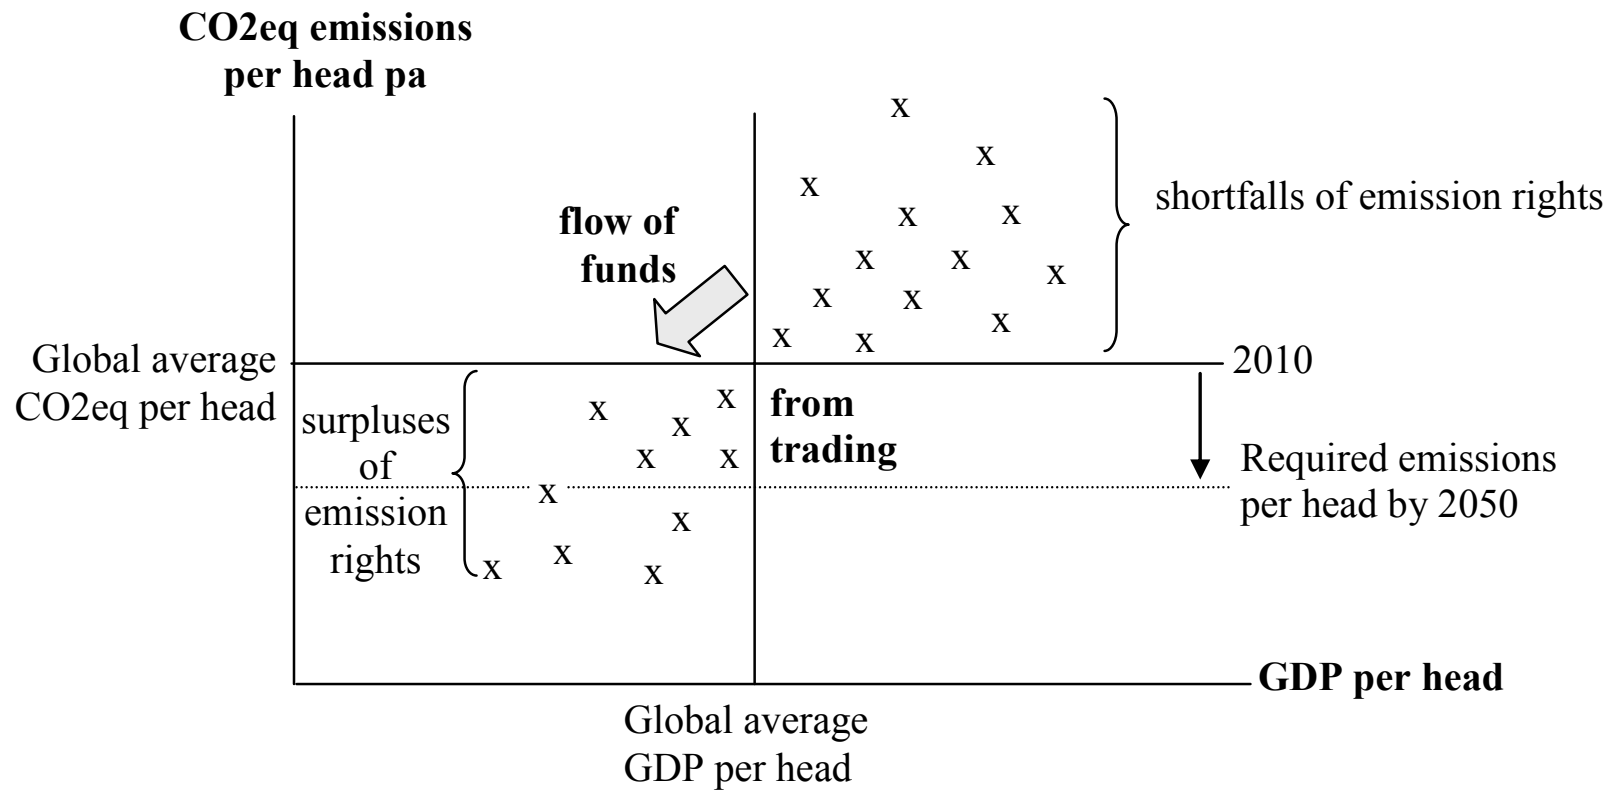 CO2eq emissions
per head pa
x
x
x
shortfalls of emission rights
flow of
funds
x
x
x
x
x
x
x
x
x
x
Global average
CO2eq per head
2010
surpluses
of
emission
rights
x
x
x
x
x
x
x
x
x
x
from
trading
Required emissions
per head by 2050
GDP per head
Global average
GDP per head